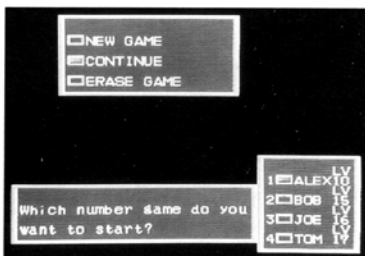 NEW GAME
CONTINUE
ERASE GAME
Which number game do you
want to start?
LV
1 ALEX 10
LV
2 BOB 15
LV
3 JOE 16
LV
4 TOM 17